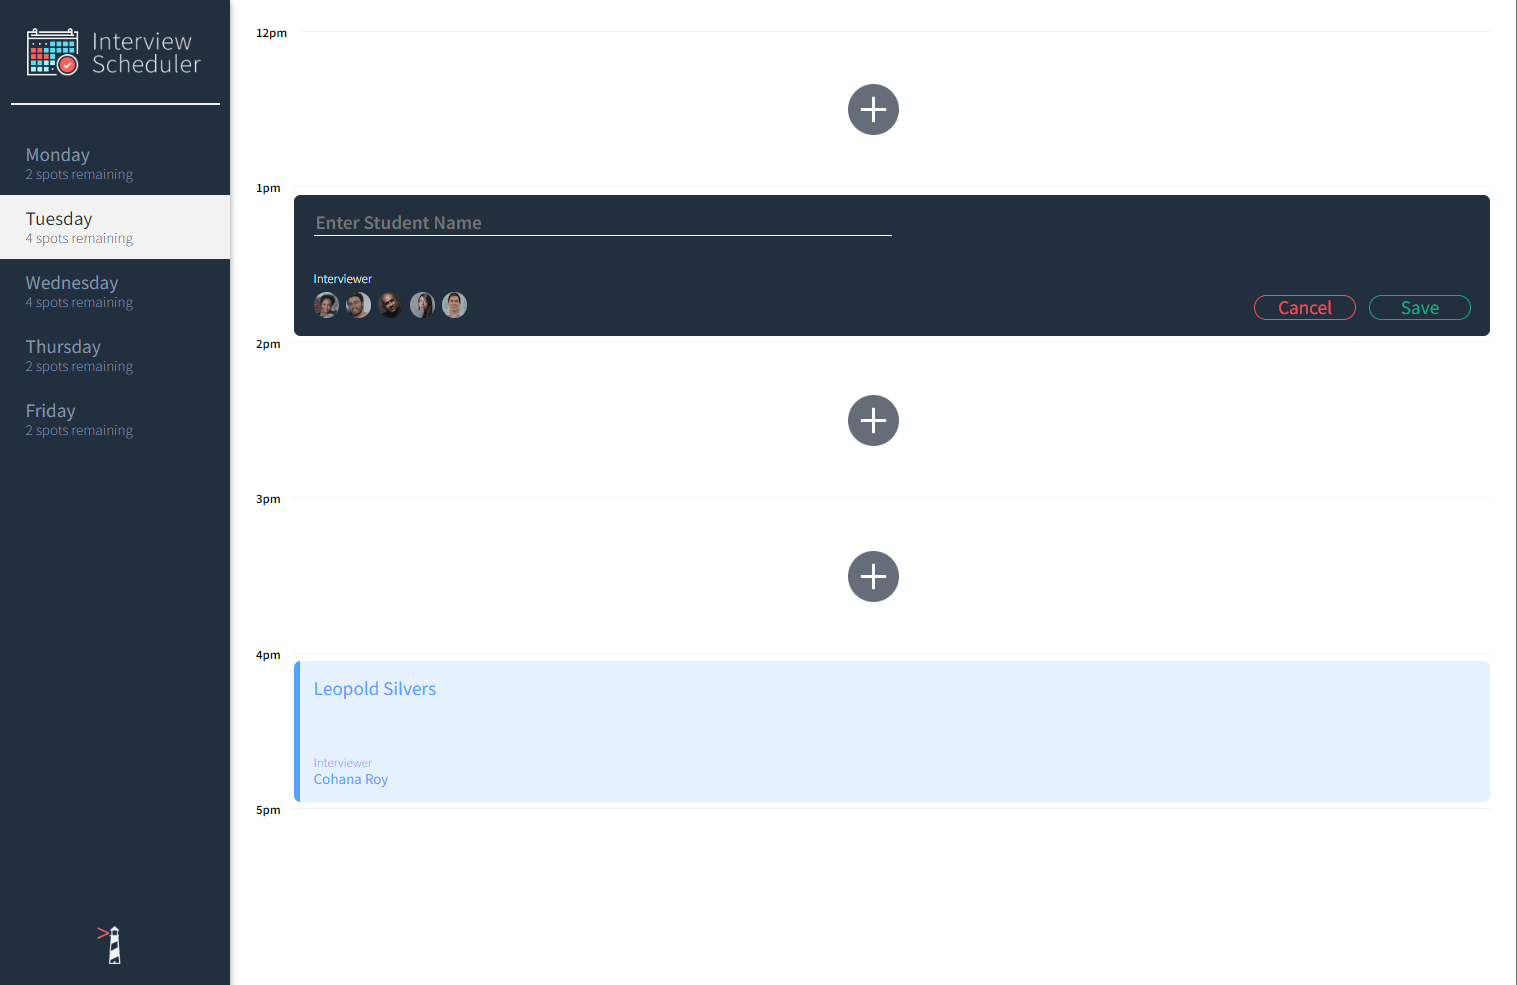 Interview
Scheduler
Monday
2 spots remaining
Tuesday
4 spots remaining
Wednesday
4 spots remaining
Thursday
2 spots remaining
Friday
2 spots remaining
12pm
1pm
Enter Student Name
Interviewer
Cancel
Save
2pm
3pm
4pm
Leopold Silvers
Interviewer
Cohana Roy
5pm